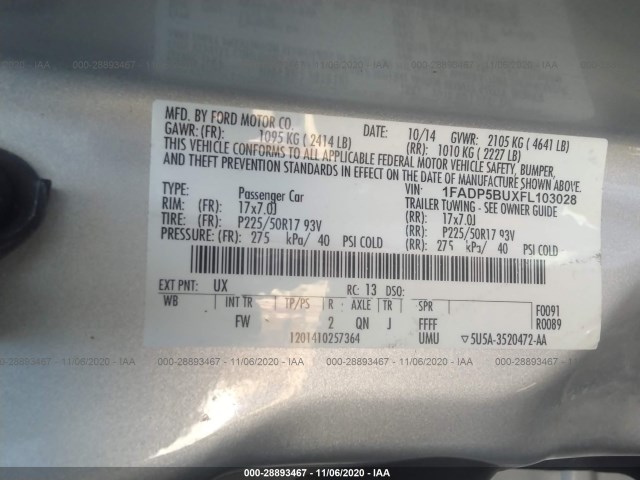 000-28893467 - 11/06/2020 - IAA
MFD. BY FORD MOTOR CO.
DATE: 10/14 GVWR: 2105 KG ( 4641 LB)
GAWR: (FR): 1095 KG ( 2414 LB) (RR): 1010 KG ( 2227 LB)
THIS VEHICLE CONFORMS TO ALL APPLICABLE FEDERAL MOTOR VEHICLE SAFETY, BUMPER,
AND THEFT PREVENTION STANDARDS IN EFFECT ON THE DATE OF MANUFACTURE SHOWN ABOVE.
VIN: 1FADP5BUXFL103028
TYPE: Passenger Car TRAILER TOWING - SEE OWNER GUIDE
RIM: (FR) 17x7.0J (RR): 17x7.0J
TIRE: (FR) P225/50R17 93V (RR): P225/50R17 93V
PRESSURE: (FR) 275 kPa/ 40 PSI COLD (RR): 275 kPa/ 40 PSI COLD
EXT PNT: UX RC: 13 DSO:
WB INT TR TP/PS R AXLE TR SPR F0091
FW 2 QN J FFFF R0089
1201410257364 UMU ▽5U5A-3520472-AA
000-28893467 - 11/06/2020 - IAA
000-28893467 - 11/06/2020 - IAA